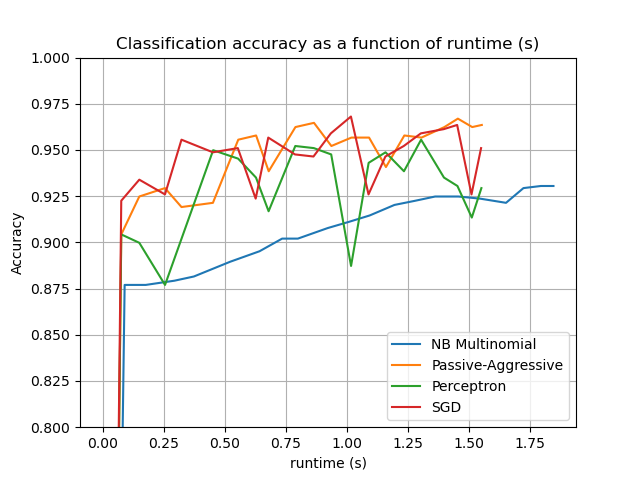 Classification accuracy as a function of runtime (s)
1.000
0.975
0.950
0.925
0.900
0.875
0.850
0.825
0.800
Accuracy
NB Multinomial
Passive-Aggressive
Perceptron
SGD
0.00 0.25 0.50 0.75 1.00 1.25 1.50 1.75
runtime (s)